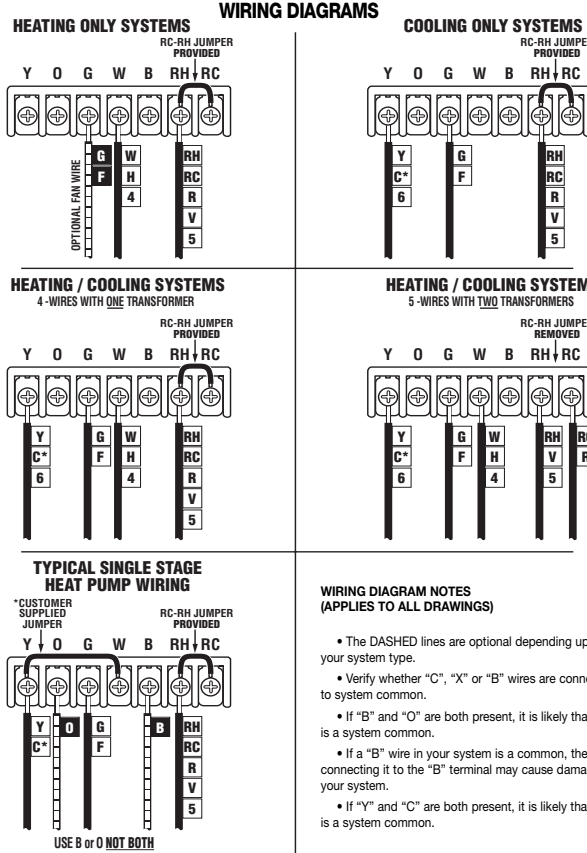 WIRING DIAGRAMS
HEATING ONLY SYSTEMS
RC-RH JUMPER
PROVIDED
Y O G W B RH RC
OPTIONAL FAN WIRE
G W RH
F H RC
4 R
V
5
COOLING ONLY SYSTEMS
RC-RH JUMPE
PROVIDED
Y O G W B RH RC
Y G RH
C* F RC
6 R
V
5
HEATING / COOLING SYSTEMS
4 -WIRES WITH ONE TRANSFORMER
RC-RH JUMPER
PROVIDED
Y O G W B RH RC
Y G W RH
C* F H RC
6 4 R
V
5
HEATING / COOLING SYSTEM
5 -WIRES WITH TWO TRANSFORMERS
RC-RH JUMPE
REMOVED
Y O G W B RH RC
Y G W RH
C* F H V
6 4 5
TYPICAL SINGLE STAGE
HEAT PUMP WIRING
*CUSTOMER
SUPPLIED
JUMPER
RC-RH JUMPER
PROVIDED
Y O G W B RH RC
Y O G B RH
C* F RC
R
V
5
USE B or O NOT BOTH
WIRING DIAGRAM NOTES
(APPLIES TO ALL DRAWINGS)
• The DASHED lines are optional depending up
your system type.
• Verify whether “C”, “X” or “B” wires are conne
to system common.
• If “B” and “O” are both present, it is likely tha
is a system common.
• If a “B” wire in your system is a common, the
connecting it to the “B” terminal may cause dama
your system.
• If “Y” and “C” are both present, it is likely tha
is a system common.